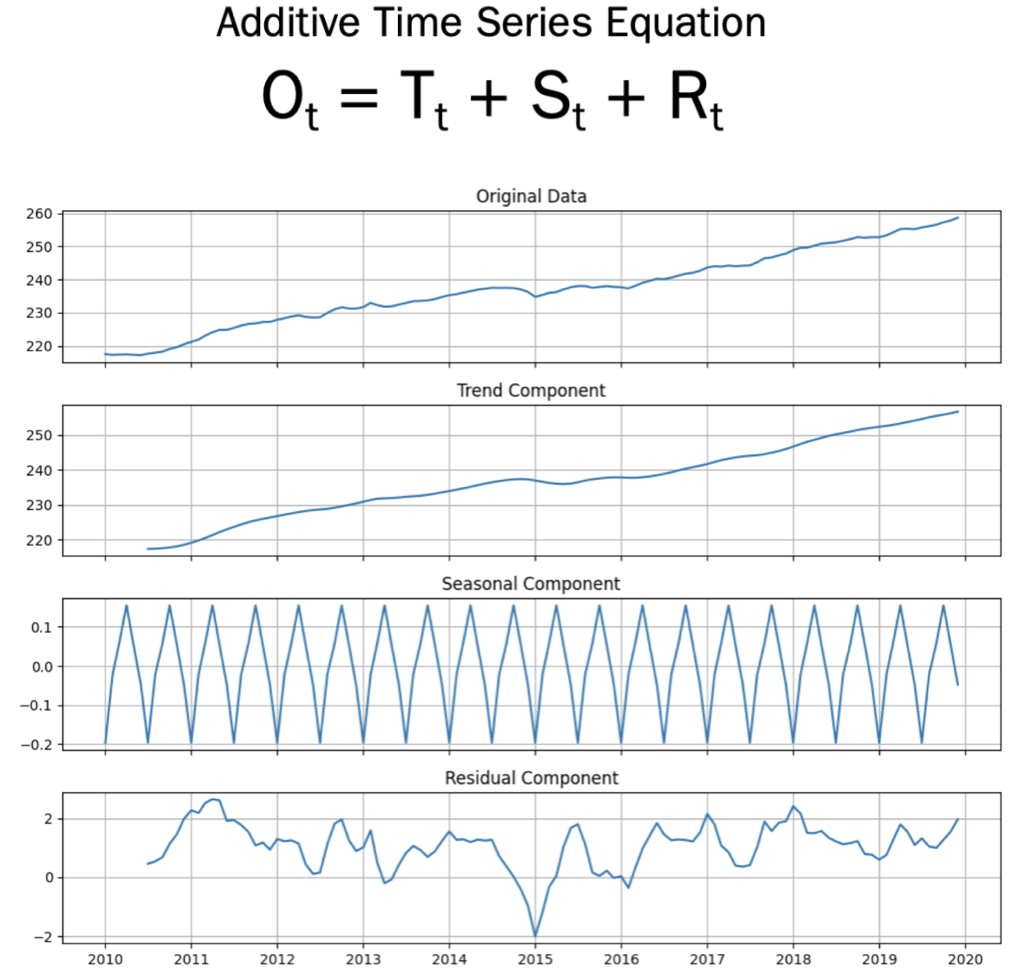 Additive Time Series Equation
Oₜ = Tₜ + Sₜ + Rₜ
Original Data
260
250
240
230
220
Trend Component
250
240
230
220
Seasonal Component
0.1
0.0
−0.1
−0.2
Residual Component
2
0
−2
2010 2011 2012 2013 2014 2015 2016 2017 2018 2019 2020